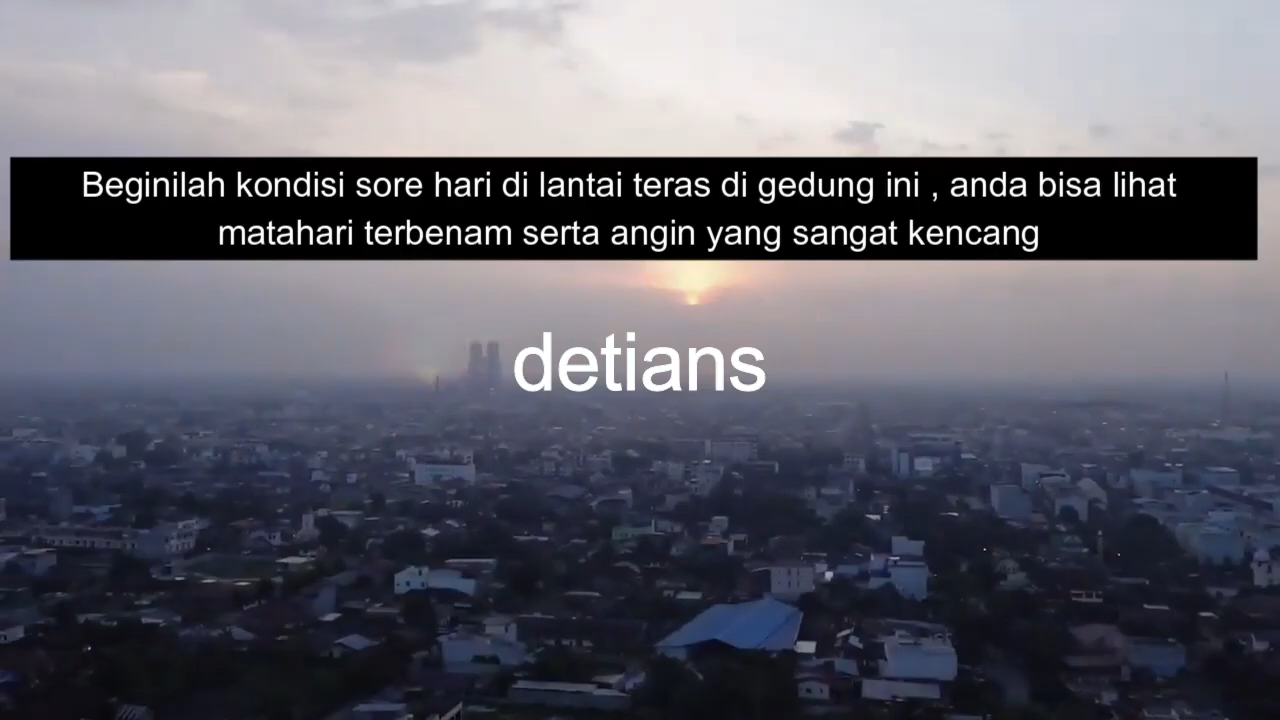 Beginilah kondisi sore hari di lantai teras di gedung ini , anda bisa lihat
matahari terbenam serta angin yang sangat kencang
detians